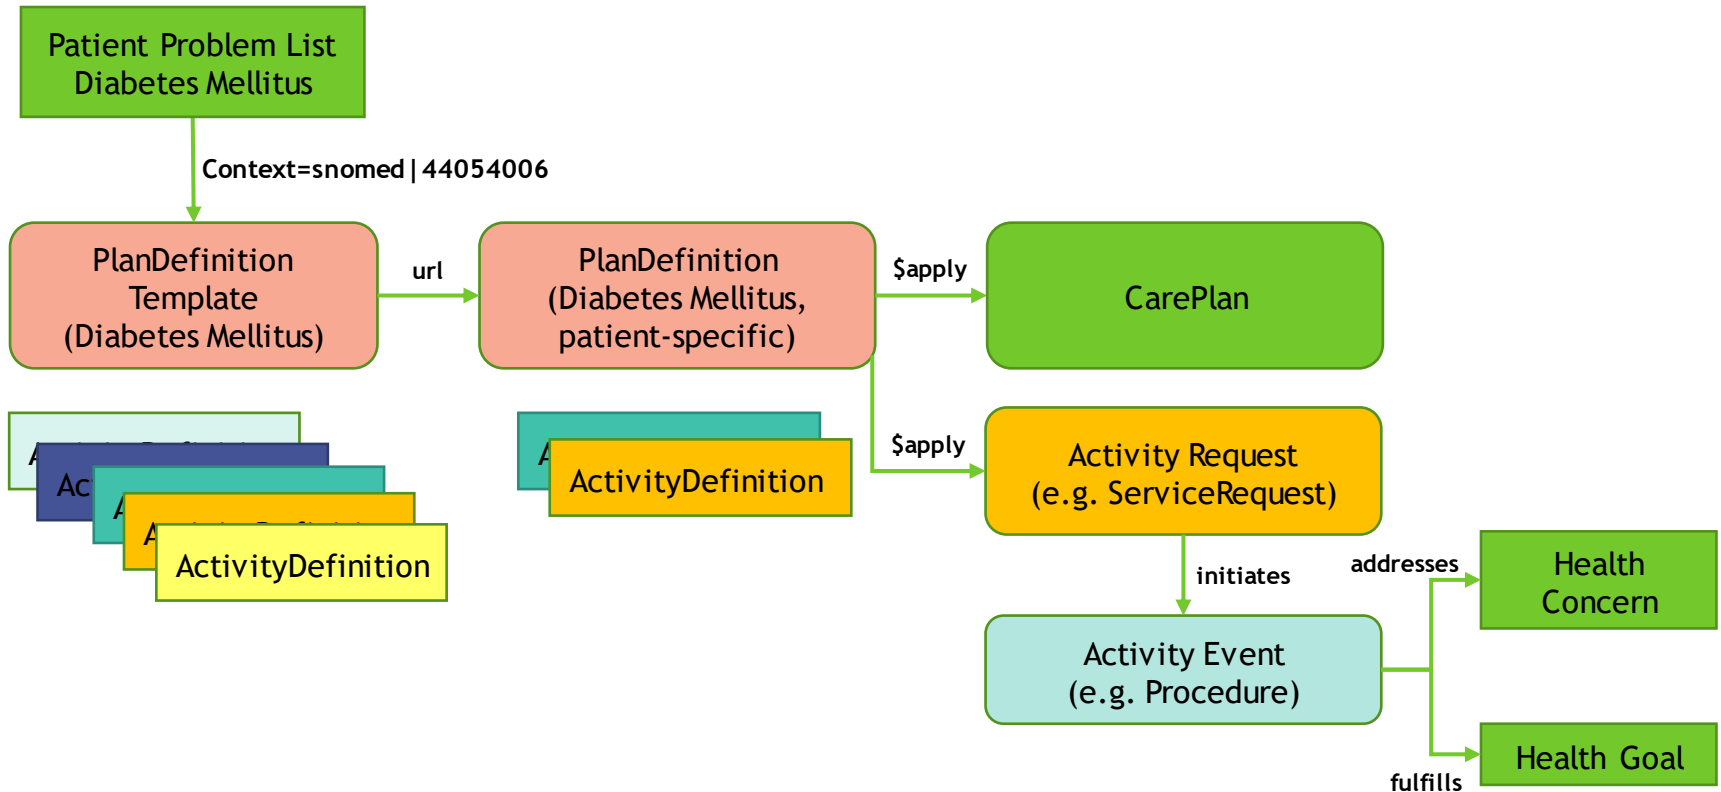 Patient Problem List
Diabetes Mellitus
Context=snomed|44054006
PlanDefinition
Template
(Diabetes Mellitus)
url
PlanDefinition
(Diabetes Mellitus,
patient-specific)
$apply
CarePlan
$apply
Activity Request
(e.g. ServiceRequest)
ActivityDefinition
ActivityDefinition
initiates
addresses
Health
Concern
Activity Event
(e.g. Procedure)
Health Goal
fulfills